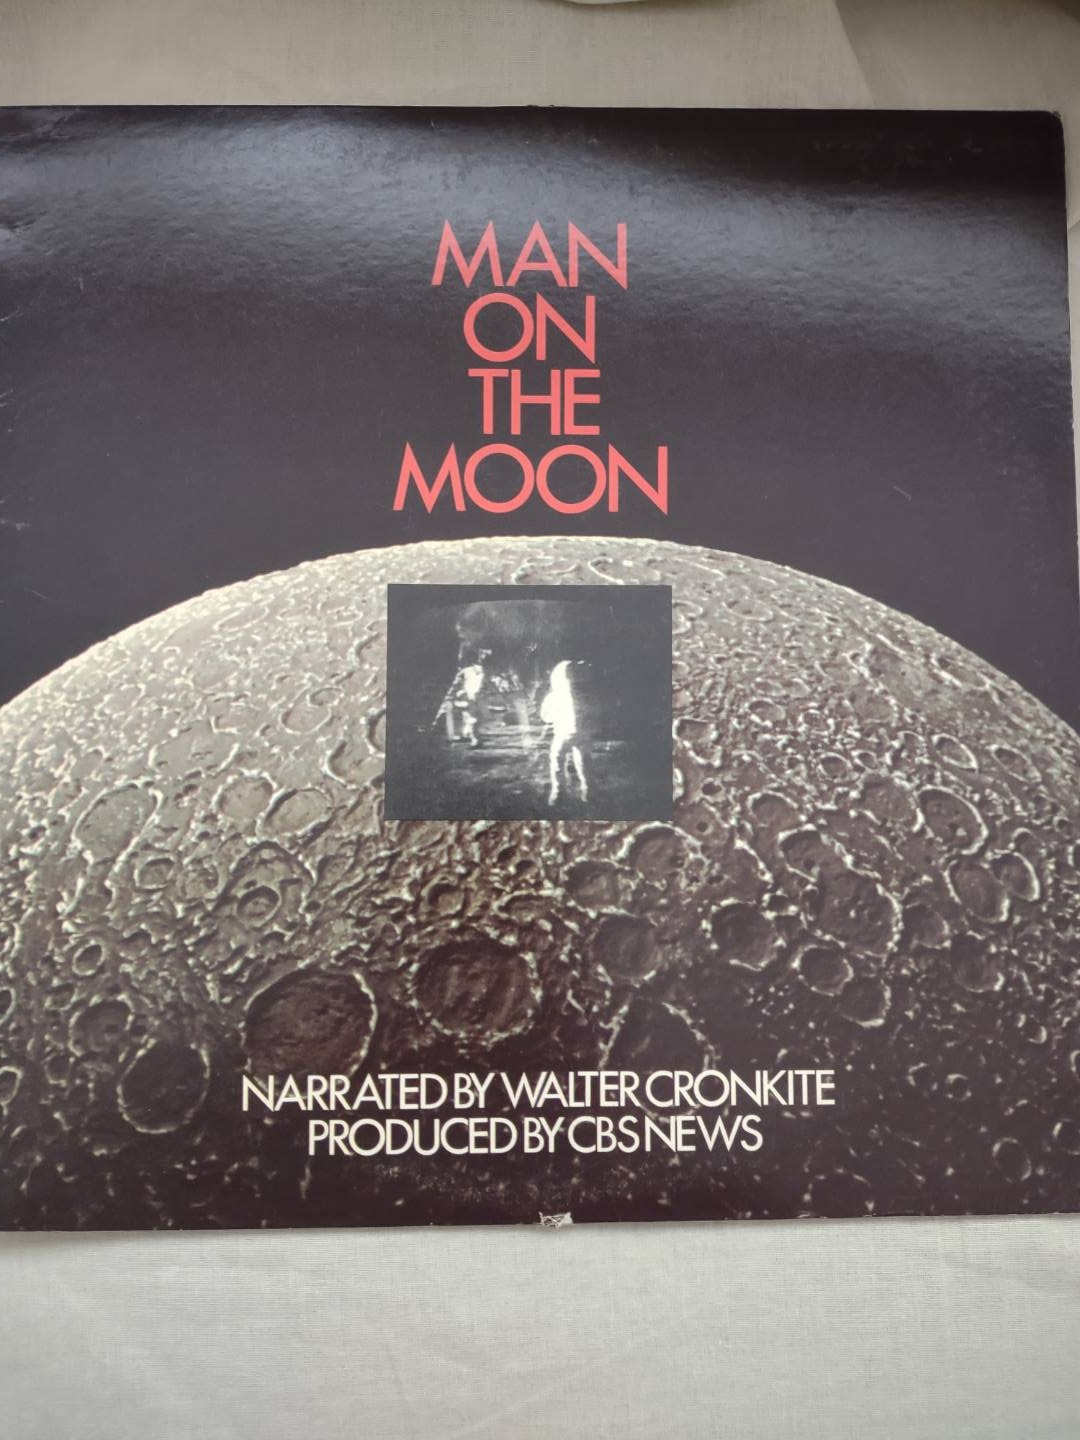 MAN
ON
THE
MOON
NARRATED BY WALTER CRONKITE
PRODUCED BY CBS NEWS